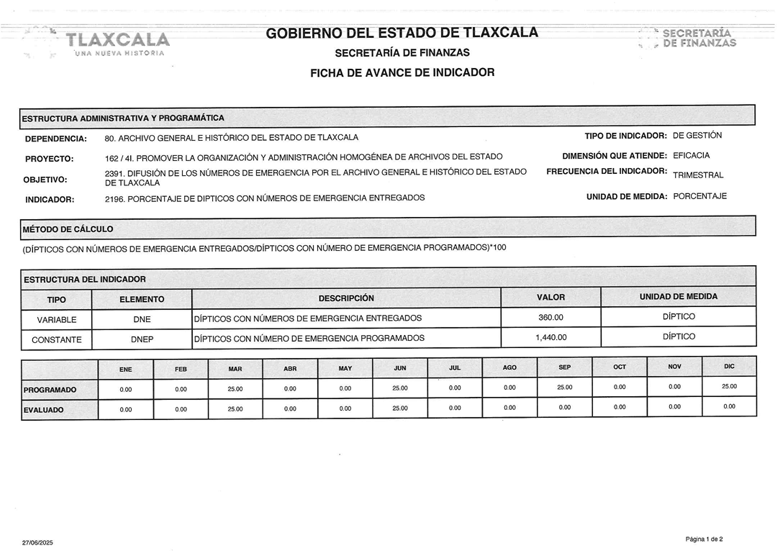 TLAXCALA
UNA NUEVA HISTORIA
GOBIERNO DEL ESTADO DE TLAXCALA
SECRETARÍA DE FINANZAS
FICHA DE AVANCE DE INDICADOR
SECRETARÍA
DE FINANZAS
ESTRUCTURA ADMINISTRATIVA Y PROGRAMÁTICA
DEPENDENCIA: 80. ARCHIVO GENERAL E HISTÓRICO DEL ESTADO DE TLAXCALA TIPO DE INDICADOR: DE GESTIÓN
PROYECTO: 162 / 4I. PROMOVER LA ORGANIZACIÓN Y ADMINISTRACIÓN HOMOGÉNEA DE ARCHIVOS DEL ESTADO DIMENSIÓN QUE ATIENDE: EFICACIA
OBJETIVO: 2391. DIFUSIÓN DE LOS NÚMEROS DE EMERGENCIA POR EL ARCHIVO GENERAL E HISTÓRICO DEL ESTADO FRECUENCIA DEL INDICADOR: TRIMESTRAL
DE TLAXCALA
INDICADOR: 2196. PORCENTAJE DE DIPTICOS CON NÚMEROS DE EMERGENCIA ENTREGADOS UNIDAD DE MEDIDA: PORCENTAJE
MÉTODO DE CÁLCULO
(DÍPTICOS CON NÚMEROS DE EMERGENCIA ENTREGADOS/DÍPTICOS CON NÚMERO DE EMERGENCIA PROGRAMADOS)*100
ESTRUCTURA DEL INDICADOR
TIPO ELEMENTO DESCRIPCIÓN VALOR UNIDAD DE MEDIDA
VARIABLE DNE DÍPTICOS CON NÚMEROS DE EMERGENCIA ENTREGADOS 360.00 DÍPTICO
CONSTANTE DNEP DÍPTICOS CON NÚMERO DE EMERGENCIA PROGRAMADOS 1,440.00 DÍPTICO
ENE FEB MAR ABR MAY JUN JUL AGO SEP OCT NOV DIC
PROGRAMADO 0.00 0.00 25.00 0.00 0.00 25.00 0.00 0.00 25.00 0.00 0.00 25.00
EVALUADO 0.00 0.00 25.00 0.00 0.00 25.00 0.00 0.00 0.00 0.00 0.00 0.00
27/06/2025
Página 1 de 2